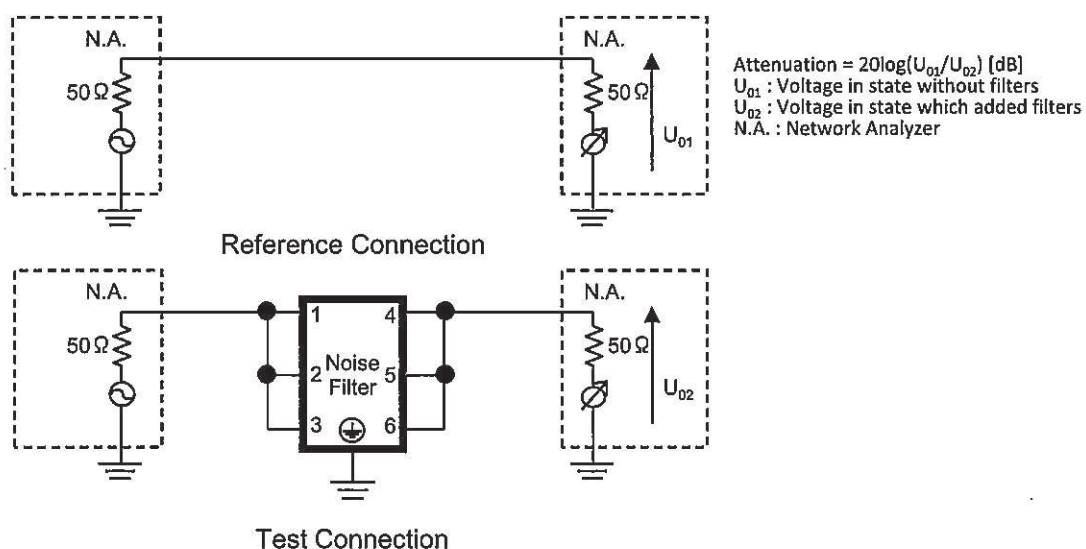 N.A.
N.A.
50Ω
50Ω
U01
Attenuation = 20log(U01/U02) [dB]
U01 : Voltage in state without filters
U02 : Voltage in state which added filters
N.A. : Network Analyzer
Reference Connection
N.A.
N.A.
50Ω
50Ω
U02
1 4
2 Noise 5
Filter
3 6
Test Connection